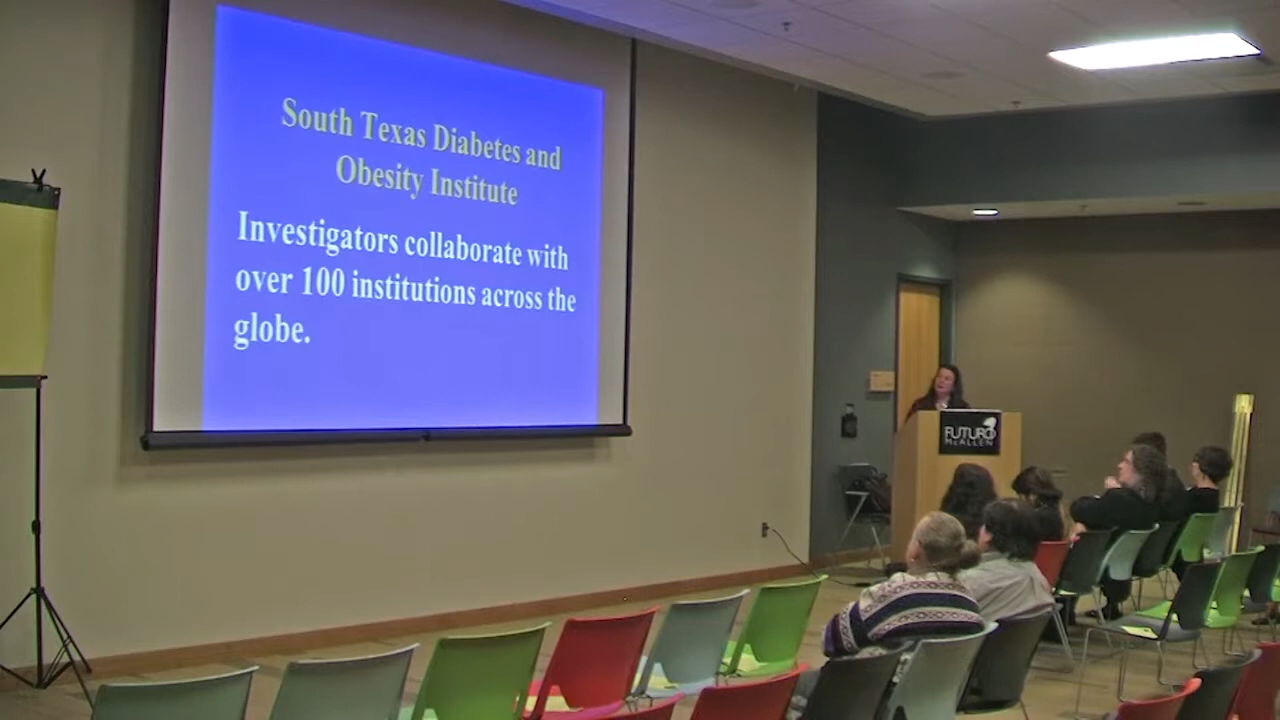 South Texas Diabetes and
Obesity Institute
Investigators collaborate with
over 100 institutions across the
globe.
FUTURO
McALLEN